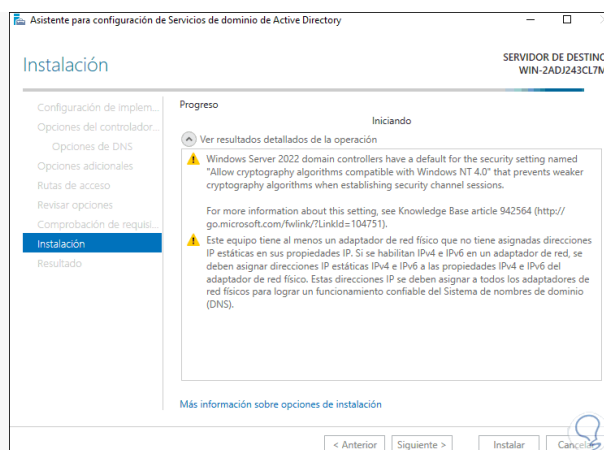 Asistente para configuración de Servicios de dominio de Active Directory
Instalación
SERVIDOR DE DESTINO
WIN-2ADJ243CL7M
Configuración de implem...
Opciones del controlador...
Opciones de DNS
Opciones adicionales
Rutas de acceso
Revisar opciones
Comprobación de requisi...
Instalación
Resultado
Progreso
Iniciando
Ver resultados detallados de la operación
Windows Server 2022 domain controllers have a default for the security setting named
"Allow cryptography algorithms compatible with Windows NT 4.0" that prevents weaker
cryptography algorithms when establishing security channel sessions.
For more information about this setting, see Knowledge Base article 942564 (http://
go.microsoft.com/fwlink/?LinkId=104751).
Este equipo tiene al menos un adaptador de red físico que no tiene asignadas direcciones
IP estáticas en sus propiedades IP. Si se habilitan IPv4 e IPv6 en un adaptador de red, se
deben asignar direcciones IP estáticas IPv4 e IPv6 a las propiedades IPv4 e IPv6 del
adaptador de red físico. Estas direcciones IP se deben asignar a todos los adaptadores de
red físicos para lograr un funcionamiento confiable del Sistema de nombres de dominio
(DNS).
Más información sobre opciones de instalación
< Anterior
Siguiente >
Instalar
Cancelar